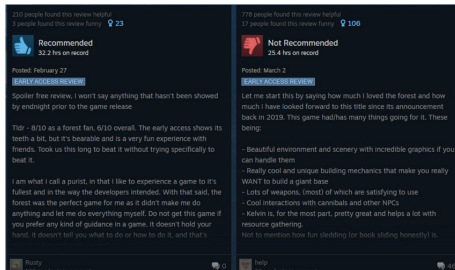 210 people found this review helpful
3 people found this review funny 23
Recommended
32.2 hrs on record
Posted: February 27
EARLY ACCESS REVIEW
Spoiler free review, I won't say anything that hasn't been showed
by endnight prior to the game release
Tldr - 8/10 as a forest fan, 6/10 overall. The early access shows its
teeth a bit, but it's bearable and is a very fun experience with
friends. Took us this long to beat it without trying specifically to
beat it.
I am what I call a purist, in that I like to experience a game to it's
fullest and in the way the developers intended. With that said, the
forest was the perfect game for me as it didn't make me do
anything and let me do everything myself. Do not get this game if
you prefer any kind of guidance in a game. it doesn't hold your
hand, it doesn't tell you what to do or how to do it, and that's
Rusty
0
778 people found this review helpful
17 people found this review funny 106
Not Recommended
25.4 hrs on record
Posted: March 2
EARLY ACCESS REVIEW
Let me start this by saying how much i loved the forest and how
much i have looked forward to this title since its announcement
back in 2019. This game had/has many things going for it. These
being:
- Beautiful environment and scenery with incredible graphics if you
can handle them
- Really cool and unique building mechanics that make you really
WANT to build a giant base
- Lots of weapons, (most) of which are satisfying to use
- Cool interactions with cannibals and other NPCs
- Kelvin is, for the most part, pretty great and helps a lot with
resource gathering.
Not to mention how fun sledding (or book sliding honestly) is.
help
46